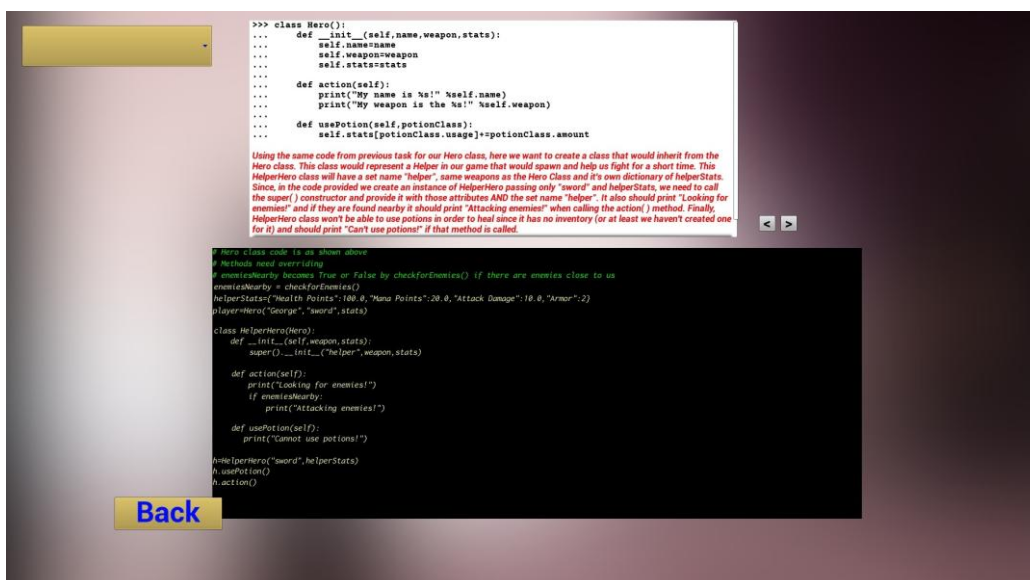 >>> class Hero():
...     def __init__(self,name,weapon,stats):
...         self.name=name
...         self.weapon=weapon
...         self.stats=stats
...
...     def action(self):
...         print("My name is %s!" %self.name)
...         print("My weapon is the %s!" %self.weapon)
...
...     def usePotion(self,potionClass):
...         self.stats[potionClass.usage]+=potionClass.amount
Using the same code from previous task for our Hero class, here we want to create a class that would inherit from the
Hero class. This class would represent a Helper in our game that would spawn and help us fight for a short time. This
HelperHero class will have a set name "helper", same weapons as the Hero Class and it's own dictionary of helperStats.
Since, in the code provided we create an instance of HelperHero passing only "sword" and helperStats, we need to call
the super( ) constructor and provide it with those attributes AND the set name "helper". It also should print "Looking for
enemies!" and if they are found nearby it should print "Attacking enemies!" when calling the action( ) method. Finally,
HelperHero class won't be able to use potions in order to heal since it has no inventory (or at least we haven't created one
for it) and should print "Can't use potions!" if that method is called.
< >
# Hero class code is as shown above
# Methods need overriding
# enemiesNearby becomes True or False by checkforEnemies() if there are enemies close to us
enemiesNearby = checkforEnemies()
helperStats={"Health Points":100.0,"Mana Points":20.0,"Attack Damage":10.0,"Armor":2}
player=Hero("George","sword",stats)
class HelperHero(Hero):
    def __init__(self,weapon,stats):
        super().__init__("helper",weapon,stats)
    def action(self):
        print("Looking for enemies!")
        if enemiesNearby:
            print("Attacking enemies!")
    def usePotion(self):
        print("Cannot use potions!")
h=HelperHero("sword",helperStats)
h.usePotion()
h.action()
Back